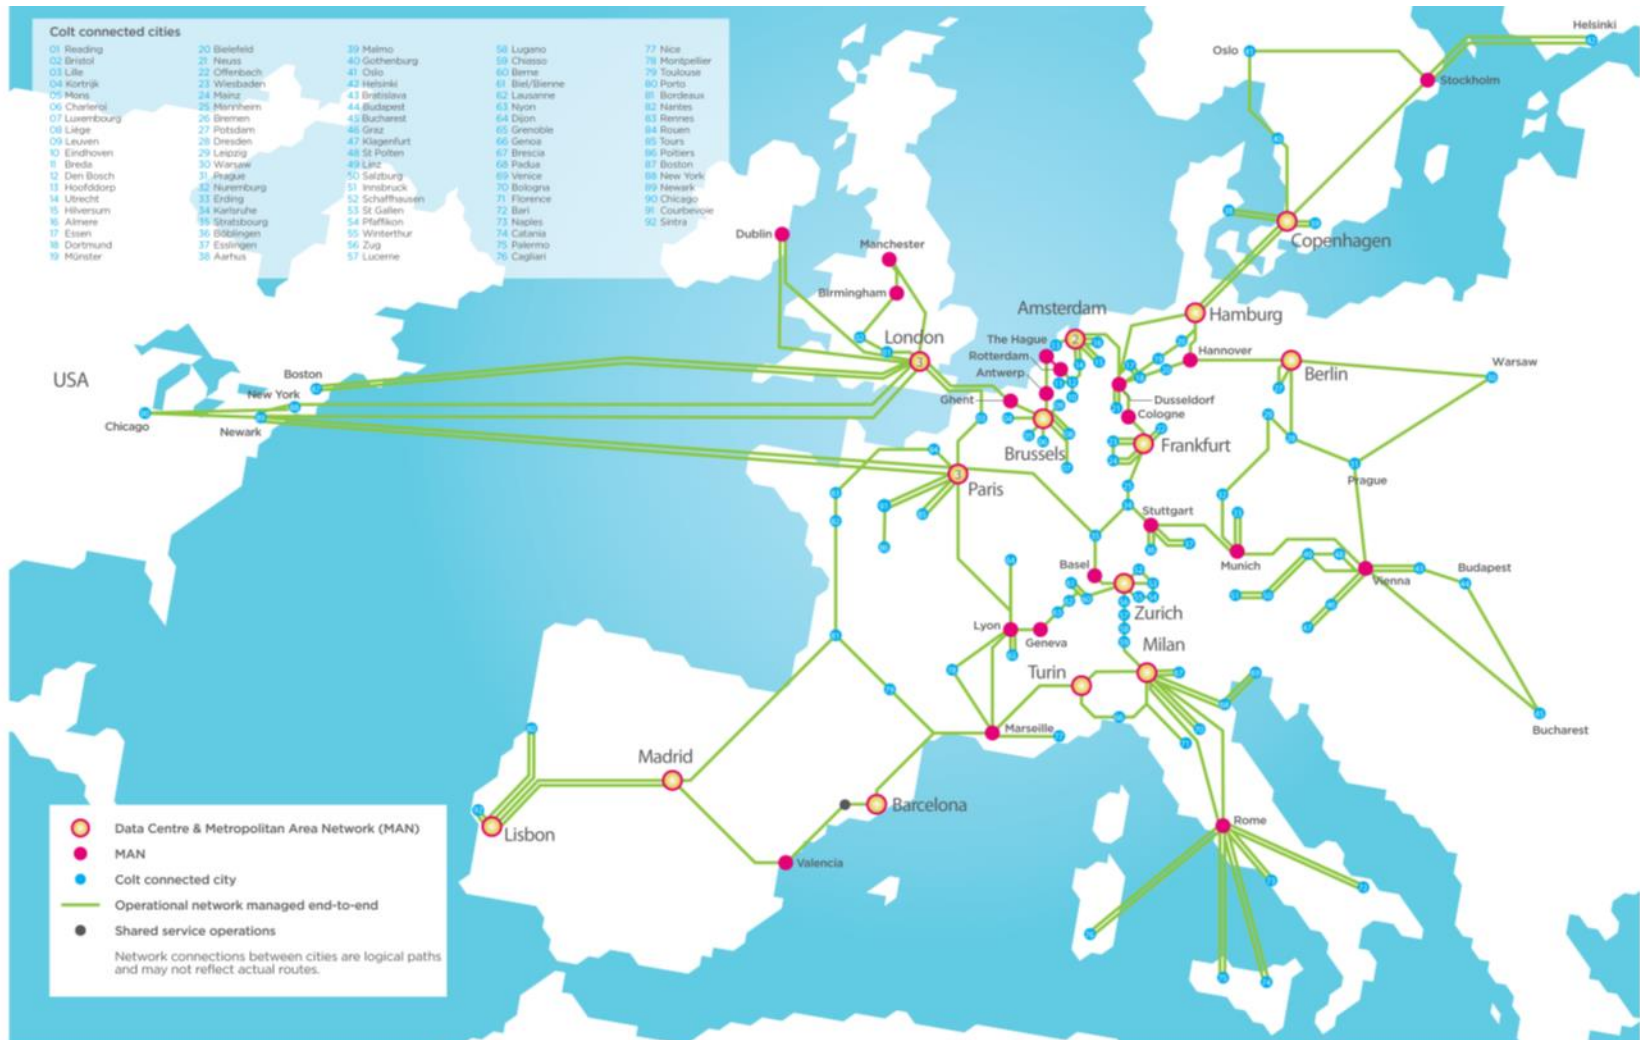 Colt connected cities
01 Reading
02 Bristol
03 Lille
04 Kortrijk
05 Mons
06 Charleroi
07 Luxembourg
08 Liège
09 Leuven
10 Eindhoven
11 Breda
12 Den Bosch
13 Hoofddorp
14 Utrecht
15 Hilversum
16 Almere
17 Essen
18 Dortmund
19 Münster
20 Bielefeld
21 Neuss
22 Offenbach
23 Wiesbaden
24 Mainz
25 Mannheim
26 Bremen
27 Potsdam
28 Dresden
29 Leipzig
30 Warsaw
31 Prague
32 Nuremburg
33 Erding
34 Karlsruhe
35 Stratsbourg
36 Böblingen
37 Esslingen
38 Aarhus
39 Malmo
40 Gothenburg
41 Oslo
42 Helsinki
43 Bratislava
44 Budapest
45 Bucharest
46 Graz
47 Klagenfurt
48 St Polten
49 Linz
50 Salzburg
51 Innsbruck
52 Schaffhausen
53 St Gallen
54 Pfaffikon
55 Winterthur
56 Zug
57 Lucerne
58 Lugano
59 Chiasso
60 Berne
61 Biel/Bienne
62 Lausanne
63 Nyon
64 Dijon
65 Grenoble
66 Genoa
67 Brescia
68 Padua
69 Venice
70 Bologna
71 Florence
72 Bari
73 Naples
74 Catania
75 Palermo
76 Cagliari
77 Nice
78 Montpellier
79 Toulouse
80 Porto
81 Bordeaux
82 Nantes
83 Rennes
84 Rouen
85 Tours
86 Poitiers
87 Boston
88 New York
89 Newark
90 Chicago
91 Courbevoie
92 Sintra
Helsinki
Oslo
Stockholm
Copenhagen
Dublin
Manchester
Birmingham
Amsterdam
Hamburg
London
The Hague
Rotterdam
Antwerp
Hannover
Berlin
Warsaw
USA
Boston
New York
Chicago
Newark
Ghent
Dusseldorf
Cologne
Brussels
Frankfurt
Paris
Prague
Stuttgart
Basel
Munich
Vienna
Budapest
Zurich
Lyon
Geneva
Milan
Turin
Marseille
Bucharest
Madrid
Barcelona
Lisbon
Rome
Valencia
Data Centre & Metropolitan Area Network (MAN)
MAN
Colt connected city
Operational network managed end-to-end
Shared service operations
Network connections between cities are logical paths
and may not reflect actual routes.